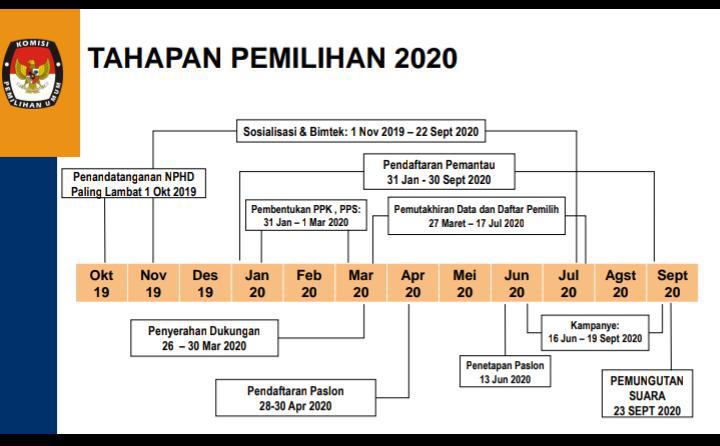 KOMISI
PEMILIHAN UMUM
TAHAPAN PEMILIHAN 2020
Sosialisasi & Bimtek: 1 Nov 2019 – 22 Sept 2020
Pendaftaran Pemantau
31 Jan - 30 Sept 2020
Penandatanganan NPHD
Paling Lambat 1 Okt 2019
Pembentukan PPK , PPS:
31 Jan – 1 Mar 2020
Pemutakhiran Data dan Daftar Pemilih
27 Maret – 17 Jul 2020
Okt Nov Des Jan Feb Mar Apr Mei Jun Jul Agst Sept
19 19 19 20 20 20 20 20 20 20 20 20
Penyerahan Dukungan
26 – 30 Mar 2020
Kampanye:
16 Jun – 19 Sept 2020
Penetapan Paslon
13 Jun 2020
Pendaftaran Paslon
28-30 Apr 2020
PEMUNGUTAN
SUARA
23 SEPT 2020